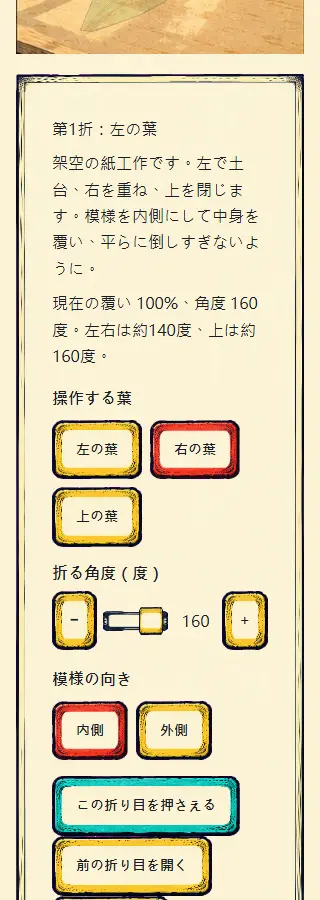 第1折：左の葉
架空の紙工作です。左で土
台、右を重ね、上を閉じま
す。模様を内側にして中身を
覆い、平らに倒しすぎないよ
うに。
現在の覆い 100%、角度 160
度。左右は約140度、上は約
160度。
操作する葉
左の葉 右の葉
上の葉
折る角度（度）
− 160 +
模様の向き
内側 外側
この折り目を押さえる
前の折り目を開く